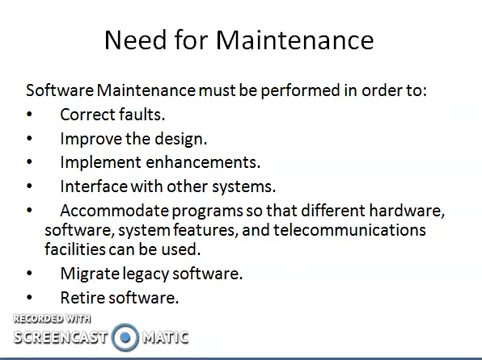 Need for Maintenance
Software Maintenance must be performed in order to:
• Correct faults.
• Improve the design.
• Implement enhancements.
• Interface with other systems.
• Accommodate programs so that different hardware,
software, system features, and telecommunications
facilities can be used.
• Migrate legacy software.
• Retire software.
RECORDED WITH
SCREENCAST MATIC